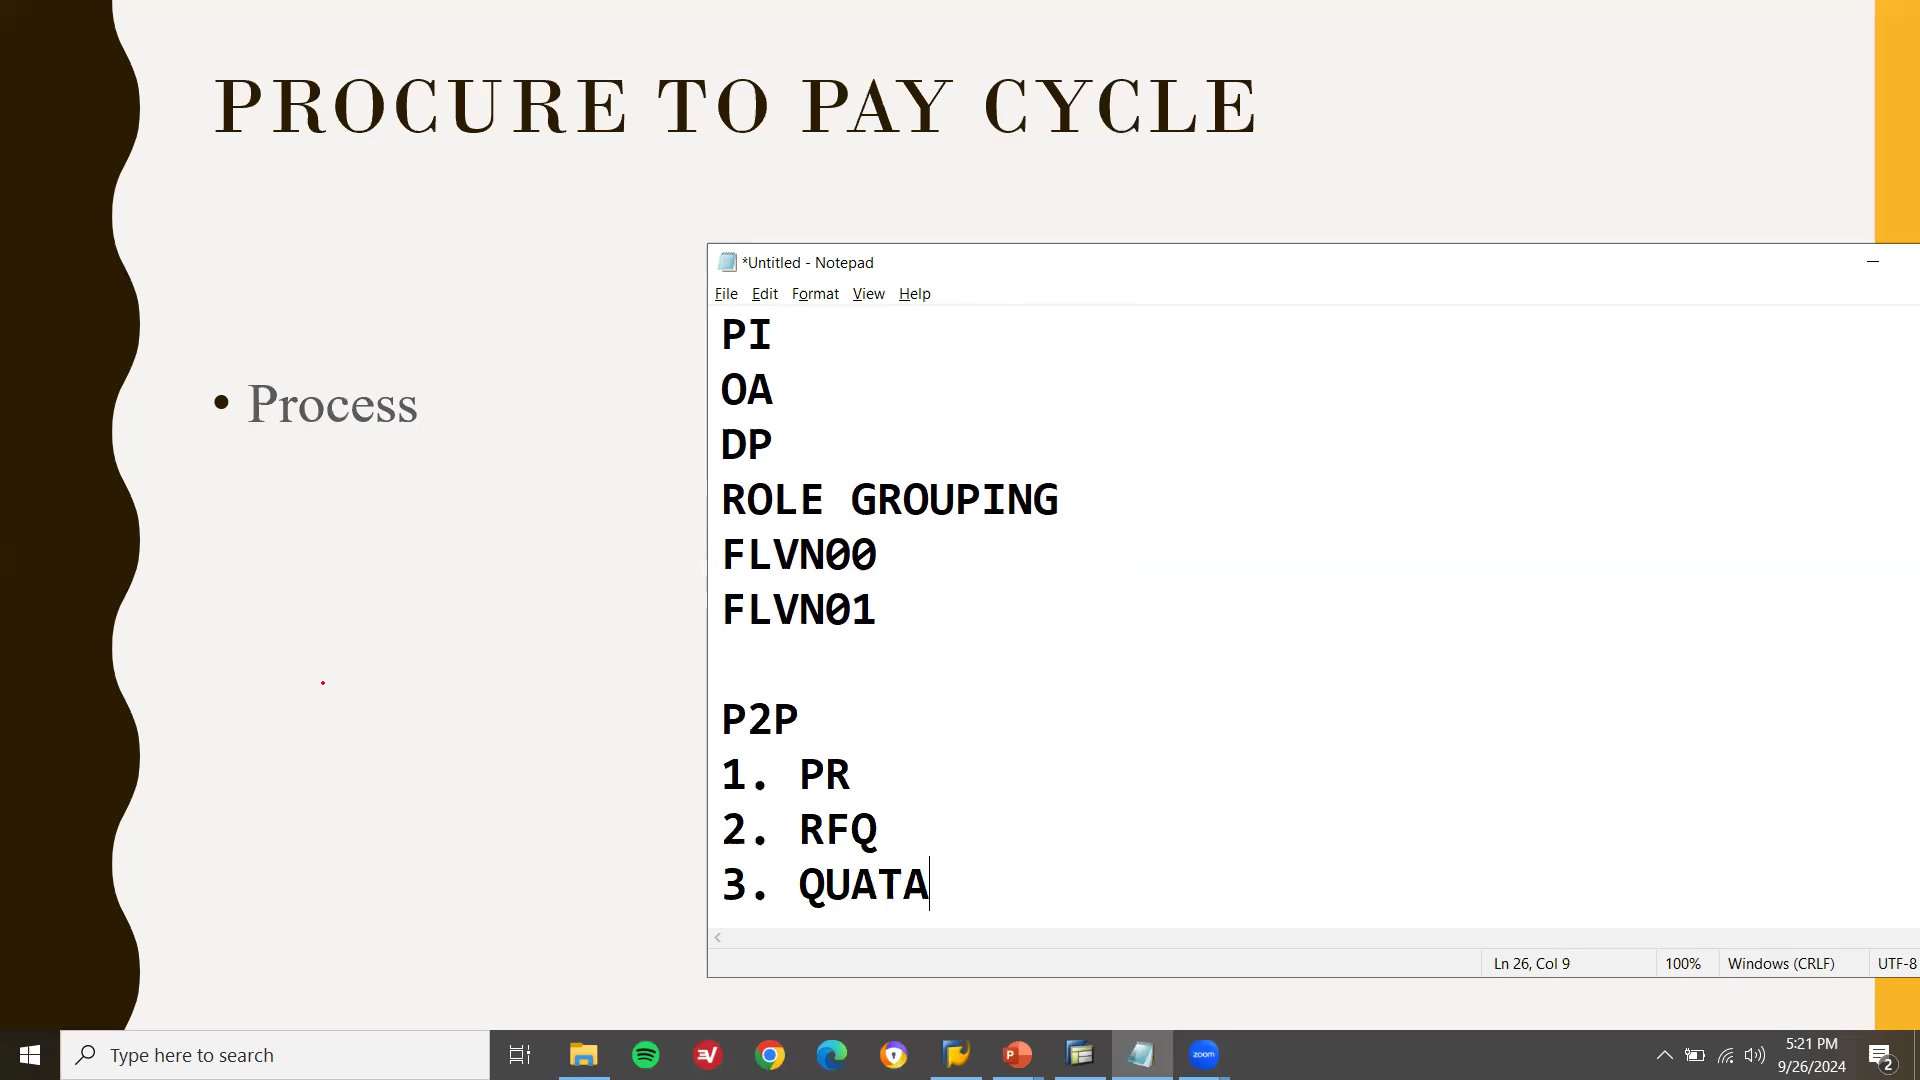 PROCURE TO PAY CYCLE
• Process
*Untitled - Notepad
File Edit Format View Help
PI
OA
DP
ROLE GROUPING
FLVN00
FLVN01
P2P
1. PR
2. RFQ
3. QUATA
Ln 26, Col 9
100%
Windows (CRLF)
UTF-8
Type here to search
P
zoom
5:21 PM
9/26/2024
2